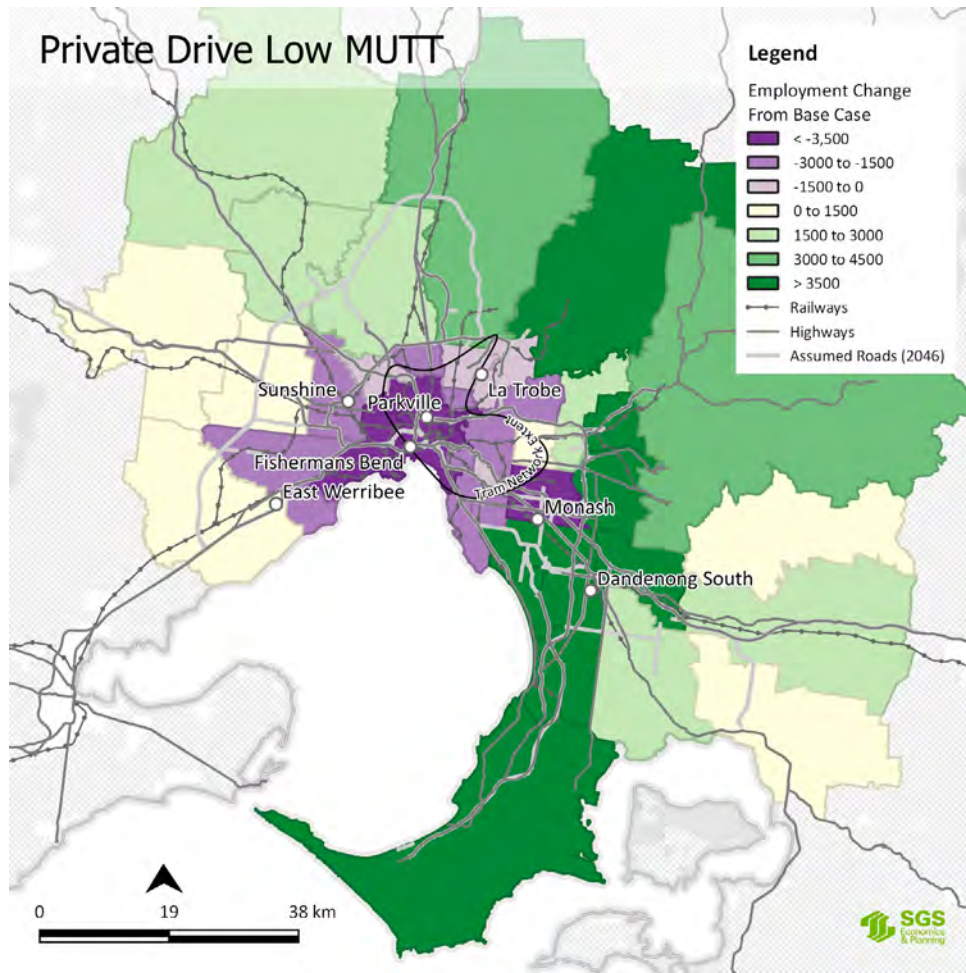 Private Drive Low MUTT
Legend
Employment Change
From Base Case
< -3,500
-3000 to -1500
-1500 to 0
0 to 1500
1500 to 3000
3000 to 4500
> 3500
Railways
Highways
Assumed Roads (2046)
Sunshine
La Trobe
Parkville
Fishermans Bend
East Werribee
Tram Network Extent
Monash
Dandenong South
0 19 38 km
SGS
Economics
& Planning